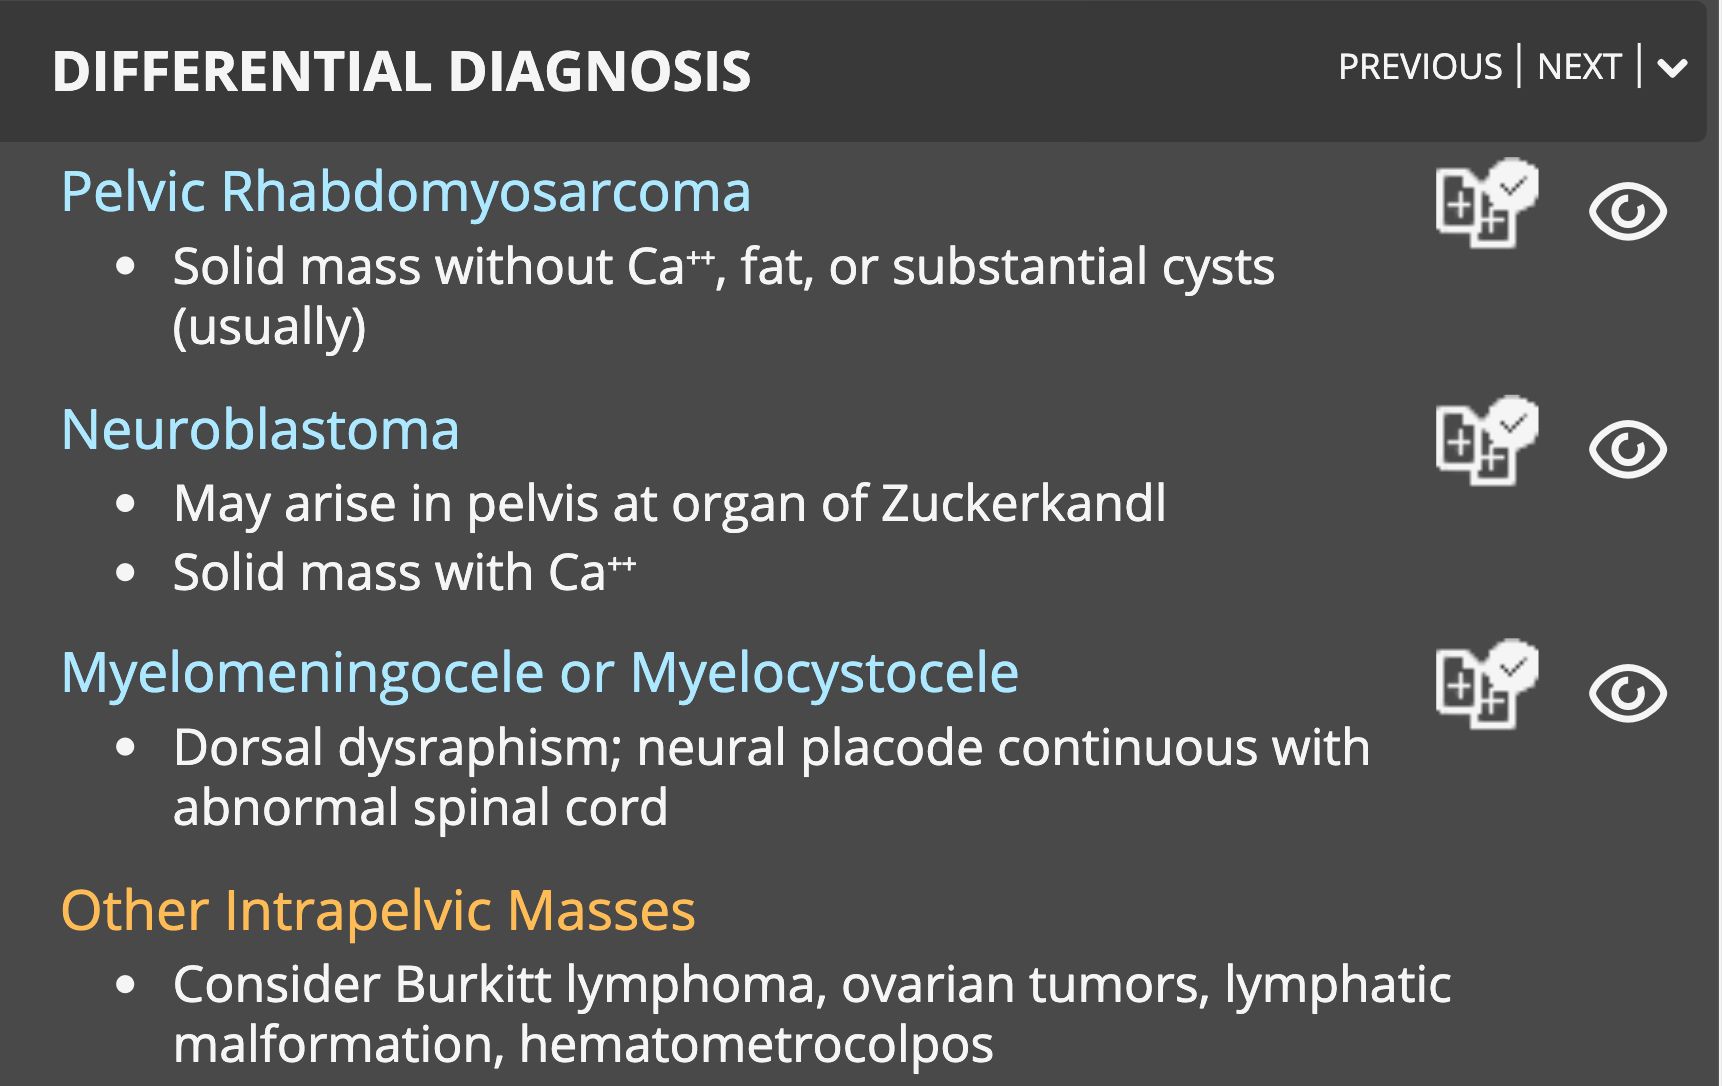 DIFFERENTIAL DIAGNOSIS
PREVIOUS | NEXT |
Pelvic Rhabdomyosarcoma
• Solid mass without Ca⁺⁺, fat, or substantial cysts
(usually)
Neuroblastoma
• May arise in pelvis at organ of Zuckerkandl
• Solid mass with Ca⁺⁺
Myelomeningocele or Myelocystocele
• Dorsal dysraphism; neural placode continuous with
abnormal spinal cord
Other Intrapelvic Masses
• Consider Burkitt lymphoma, ovarian tumors, lymphatic
malformation, hematometrocolpos